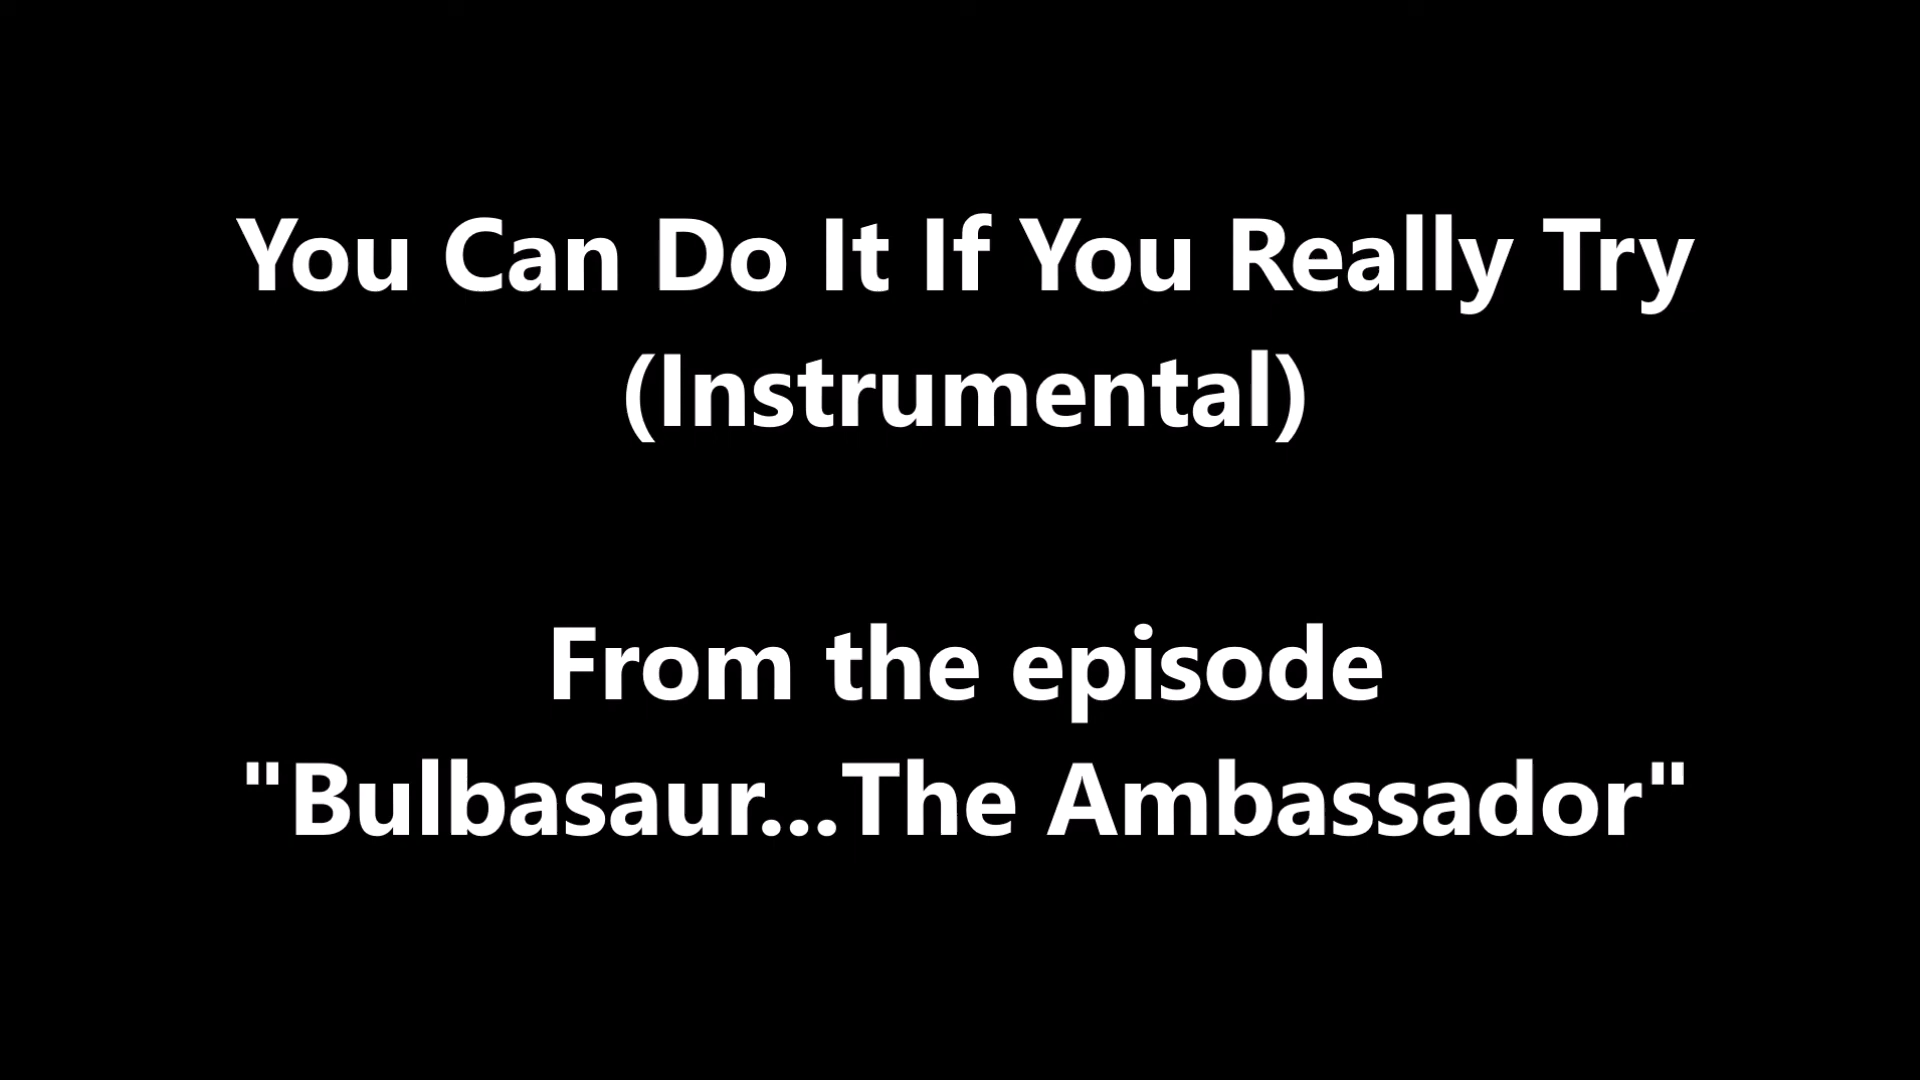 You Can Do It If You Really Try
(Instrumental)
From the episode
"Bulbasaur...The Ambassador"